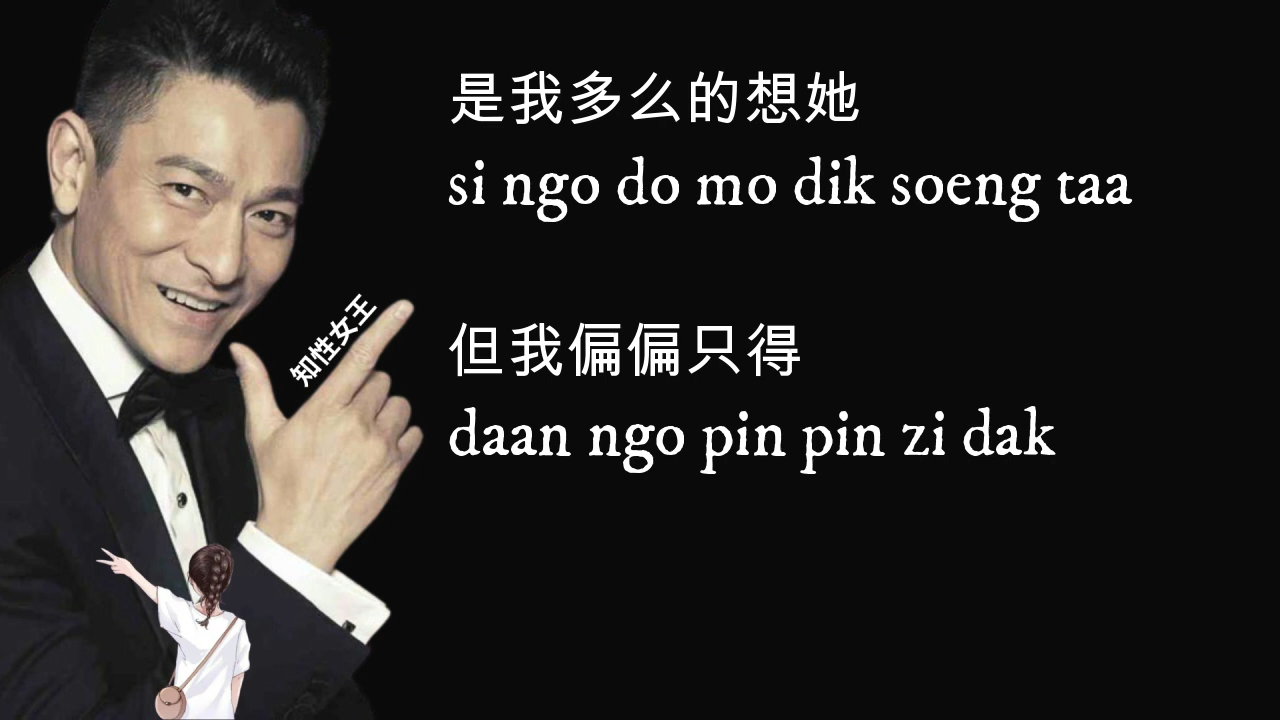 是我多么的想她
si ngo do mo dik soeng taa
知性女王
但我偏偏只得
daan ngo pin pin zi dak